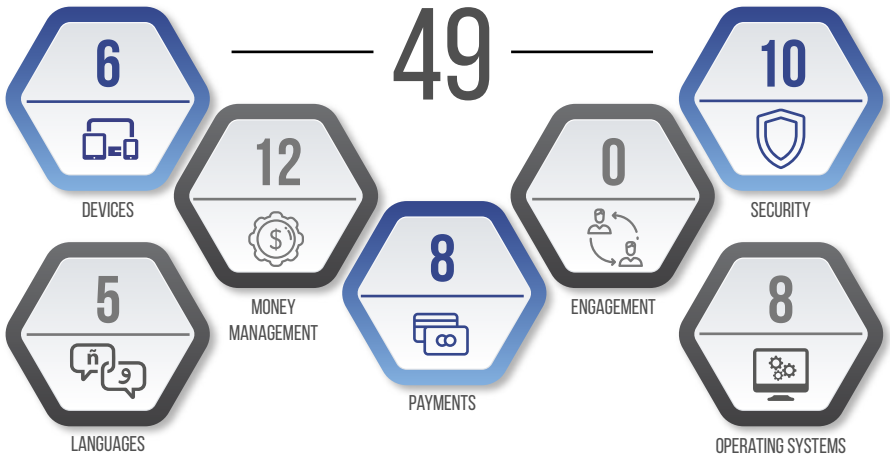 49
6
DEVICES
12
MONEY
MANAGEMENT
8
PAYMENTS
0
ENGAGEMENT
10
SECURITY
5
ñ
و
LANGUAGES
8
OPERATING SYSTEMS
$